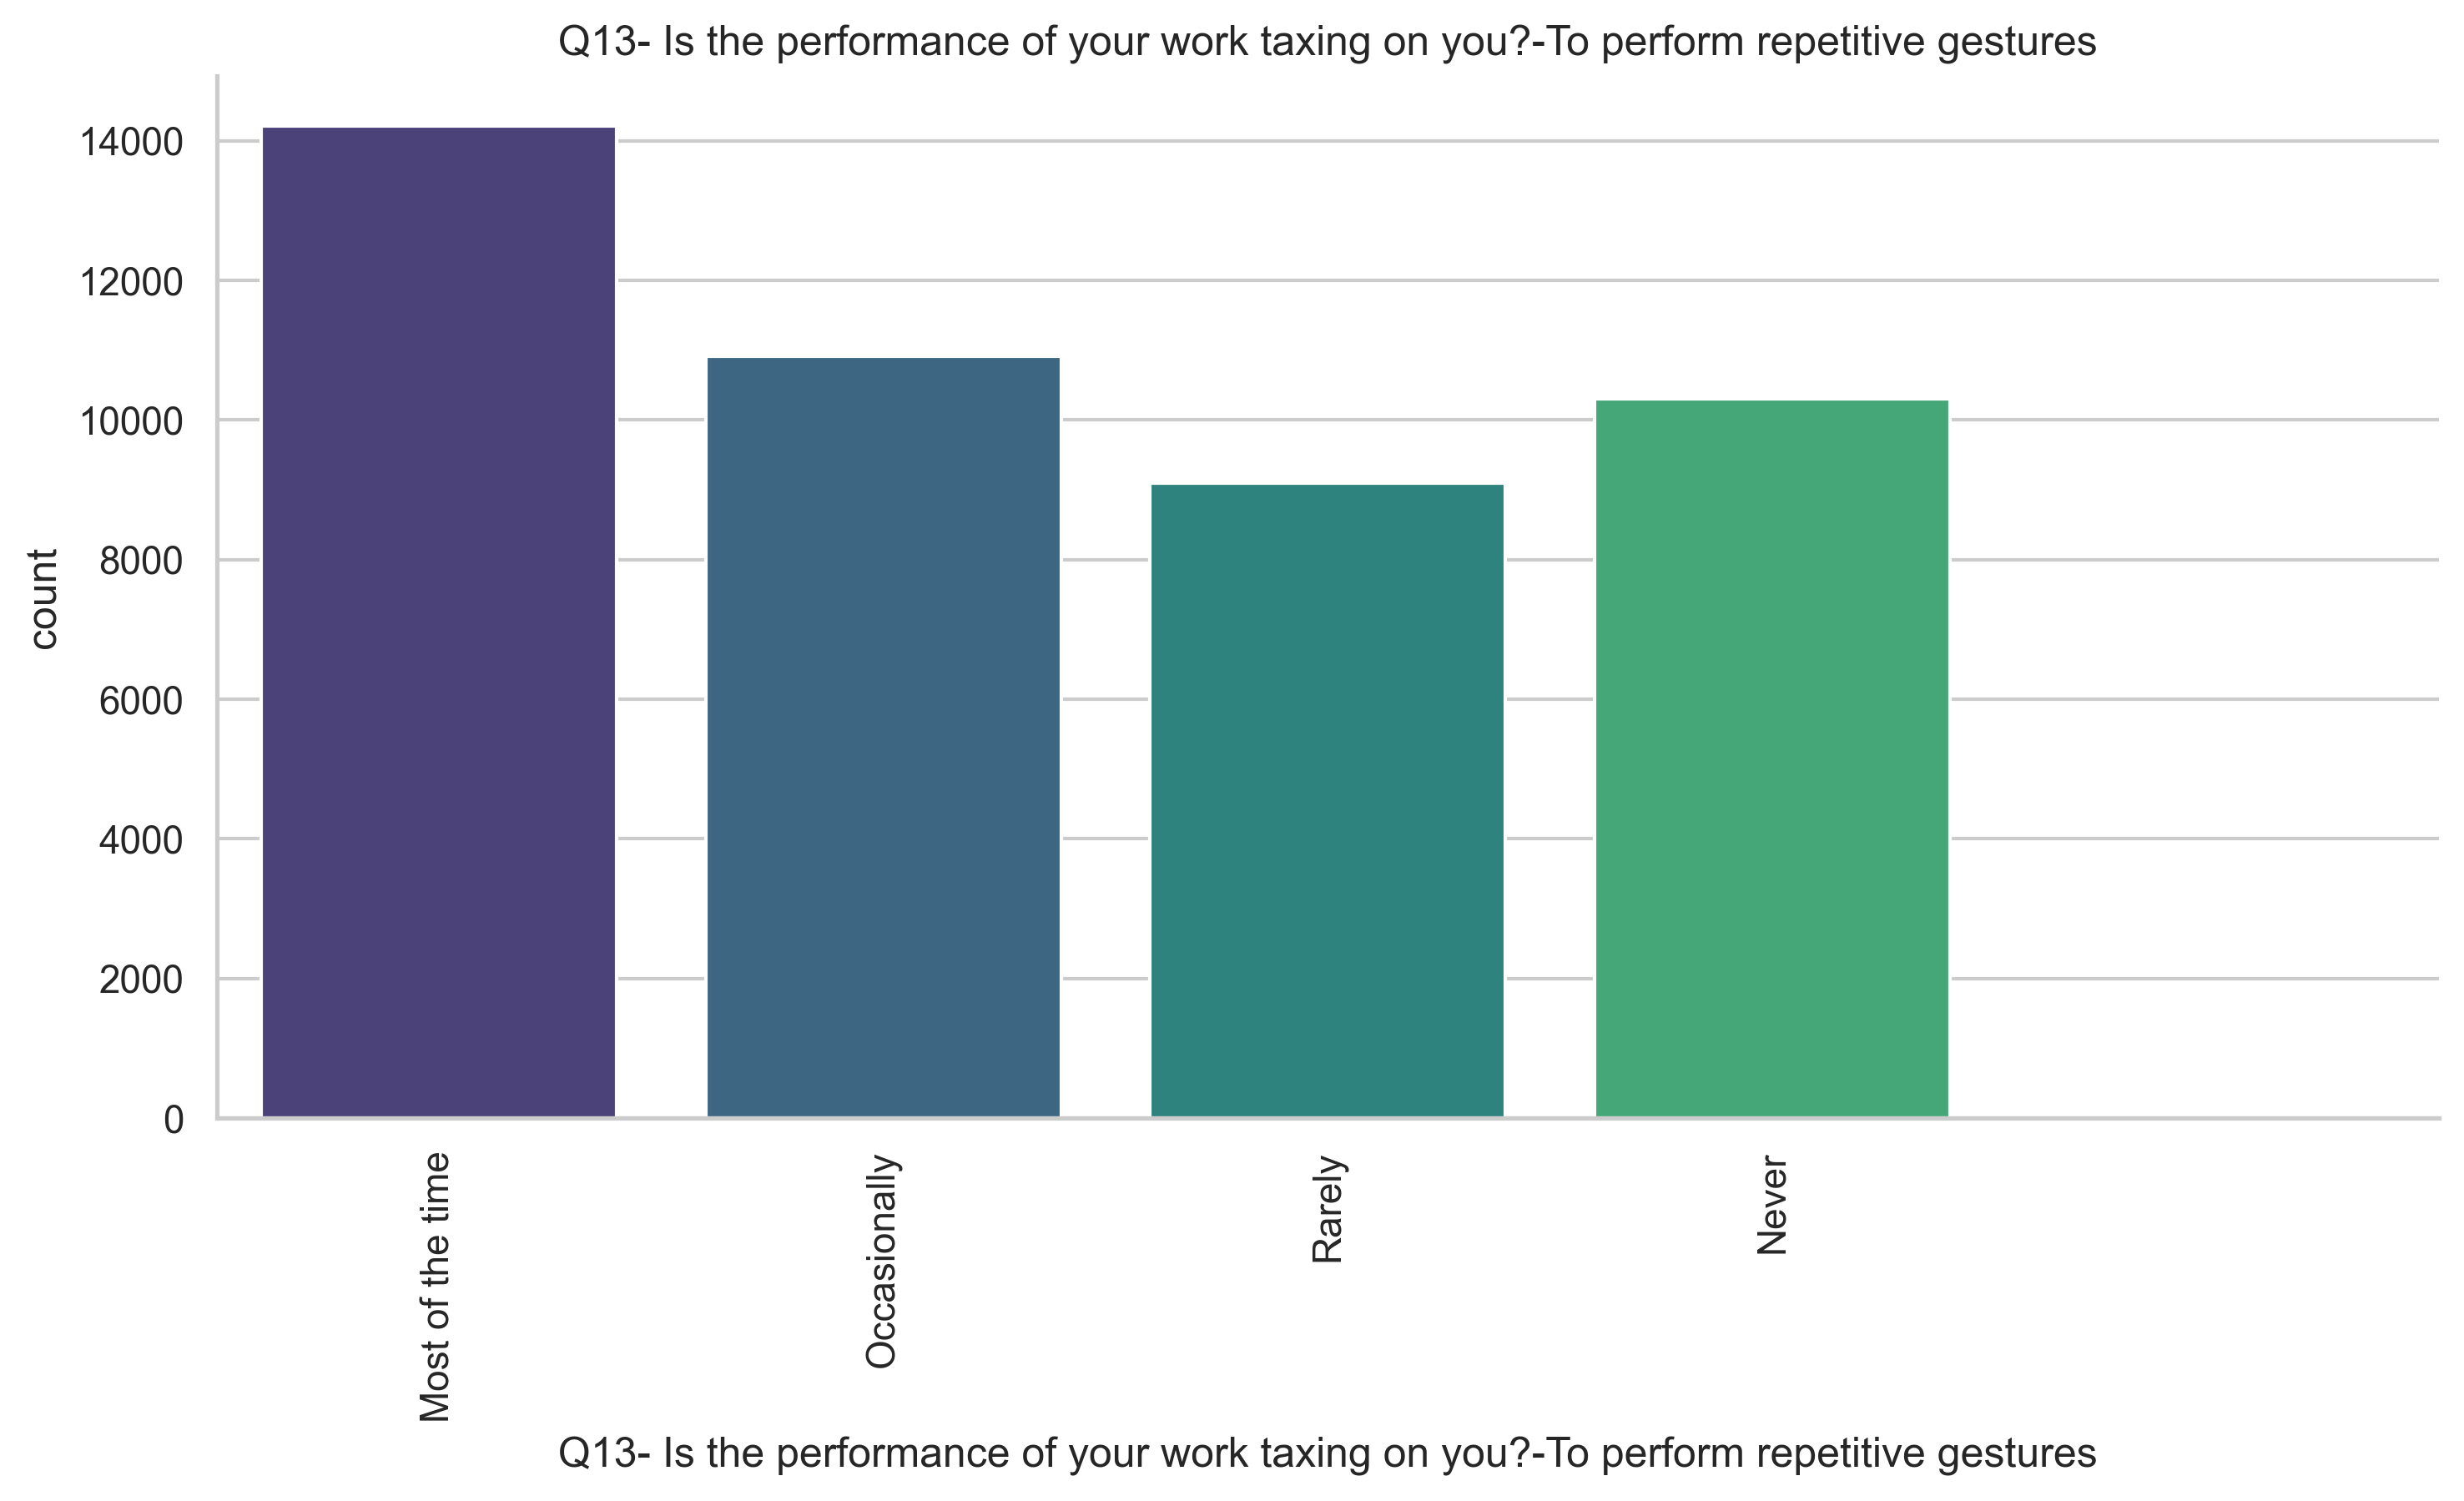 Q13- Is the performance of your work taxing on you?-To perform repetitive gestures
14000
12000
10000
8000
6000
4000
2000
0
count
Most of the time
Occasionally
Rarely
Never
Q13- Is the performance of your work taxing on you?-To perform repetitive gestures